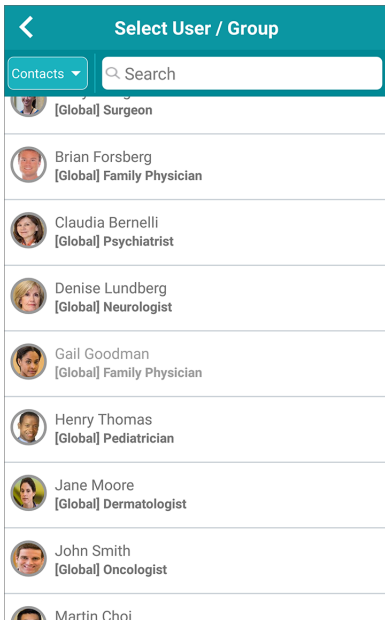 Select User / Group
Contacts
Search
[Global] Surgeon
Brian Forsberg
[Global] Family Physician
Claudia Bernelli
[Global] Psychiatrist
Denise Lundberg
[Global] Neurologist
Gail Goodman
[Global] Family Physician
Henry Thomas
[Global] Pediatrician
Jane Moore
[Global] Dermatologist
John Smith
[Global] Oncologist
Martin Choi